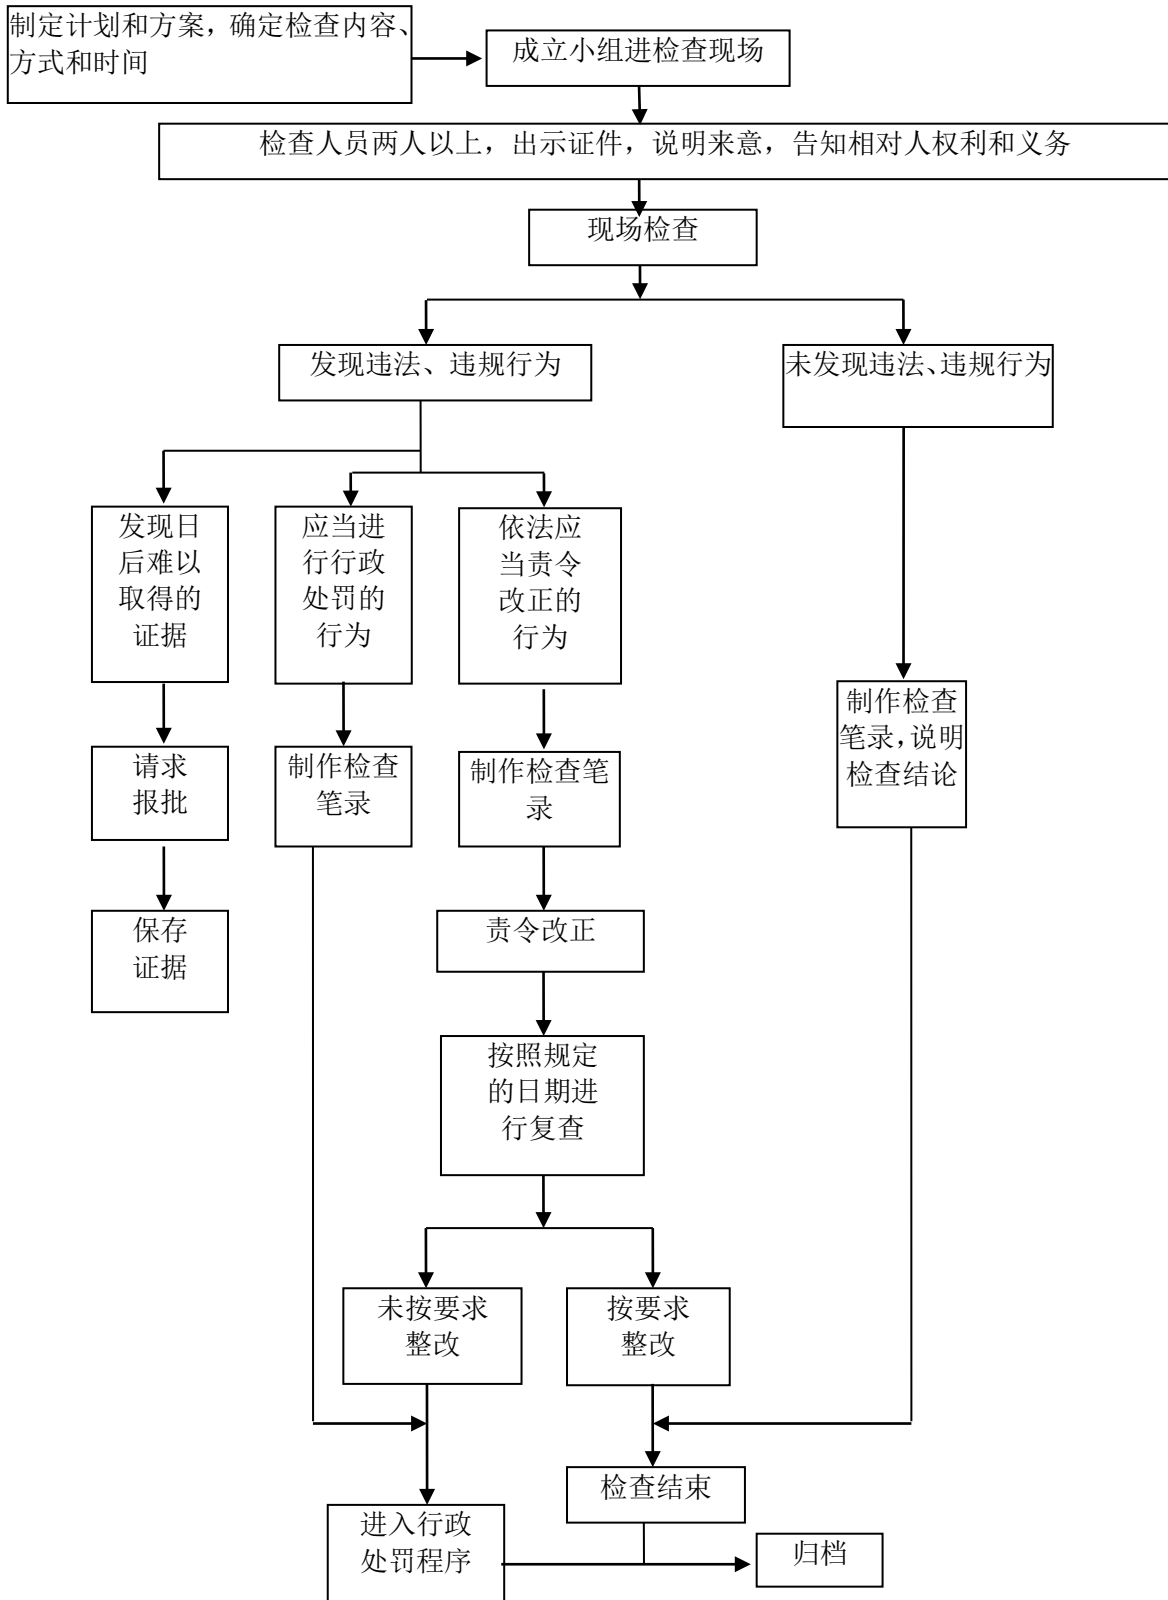 制定计划和方案，确定检查内容、
方式和时间
成立小组进检查现场
检查人员两人以上，出示证件，说明来意，告知相对人权利和义务
现场检查
发现违法、违规行为
未发现违法、违规行为
发现日
后难以
取得的
证据
应当进
行行政
处罚的
行为
依法应
当责令
改正的
行为
制作检查
笔录，说明
检查结论
请求
报批
制作检查
笔录
制作检查笔
录
保存
证据
责令改正
按照规定
的日期进
行复查
未按要求
整改
按要求
整改
检查结束
进入行政
处罚程序
归档